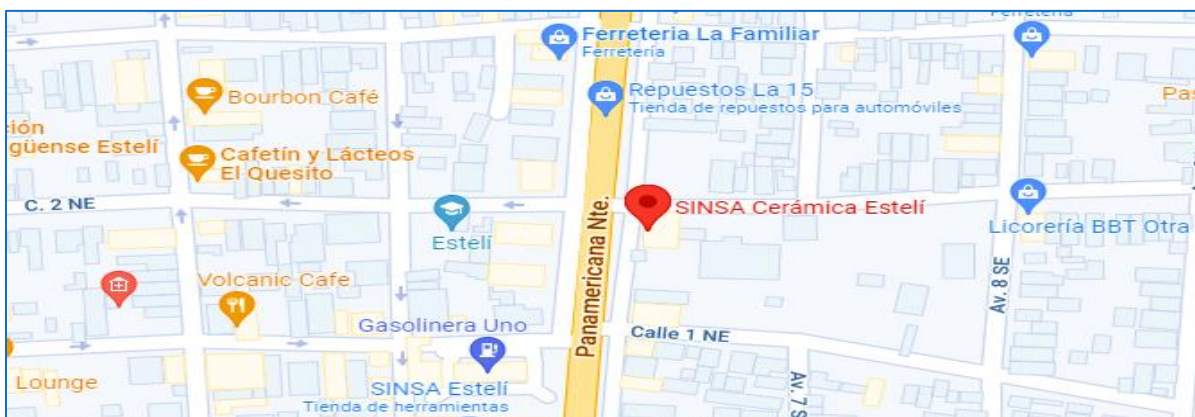 Ferretería
Ferreteria La Familiar
Ferretería
Repuestos La 15
Tienda de repuestos para automóviles
Bourbon Café
Pas
ción
güense Estelí
Cafetín y Lácteos
El Quesito
C. 2 NE
Estelí
Panamericana Nte.
SINSA Cerámica Estelí
Licorería BBT Otra
Av. 8 SE
Volcanic Cafe
Gasolinera Uno
Calle 1 NE
Lounge
SINSA Estelí
Tienda de herramientas
Av. 7 S